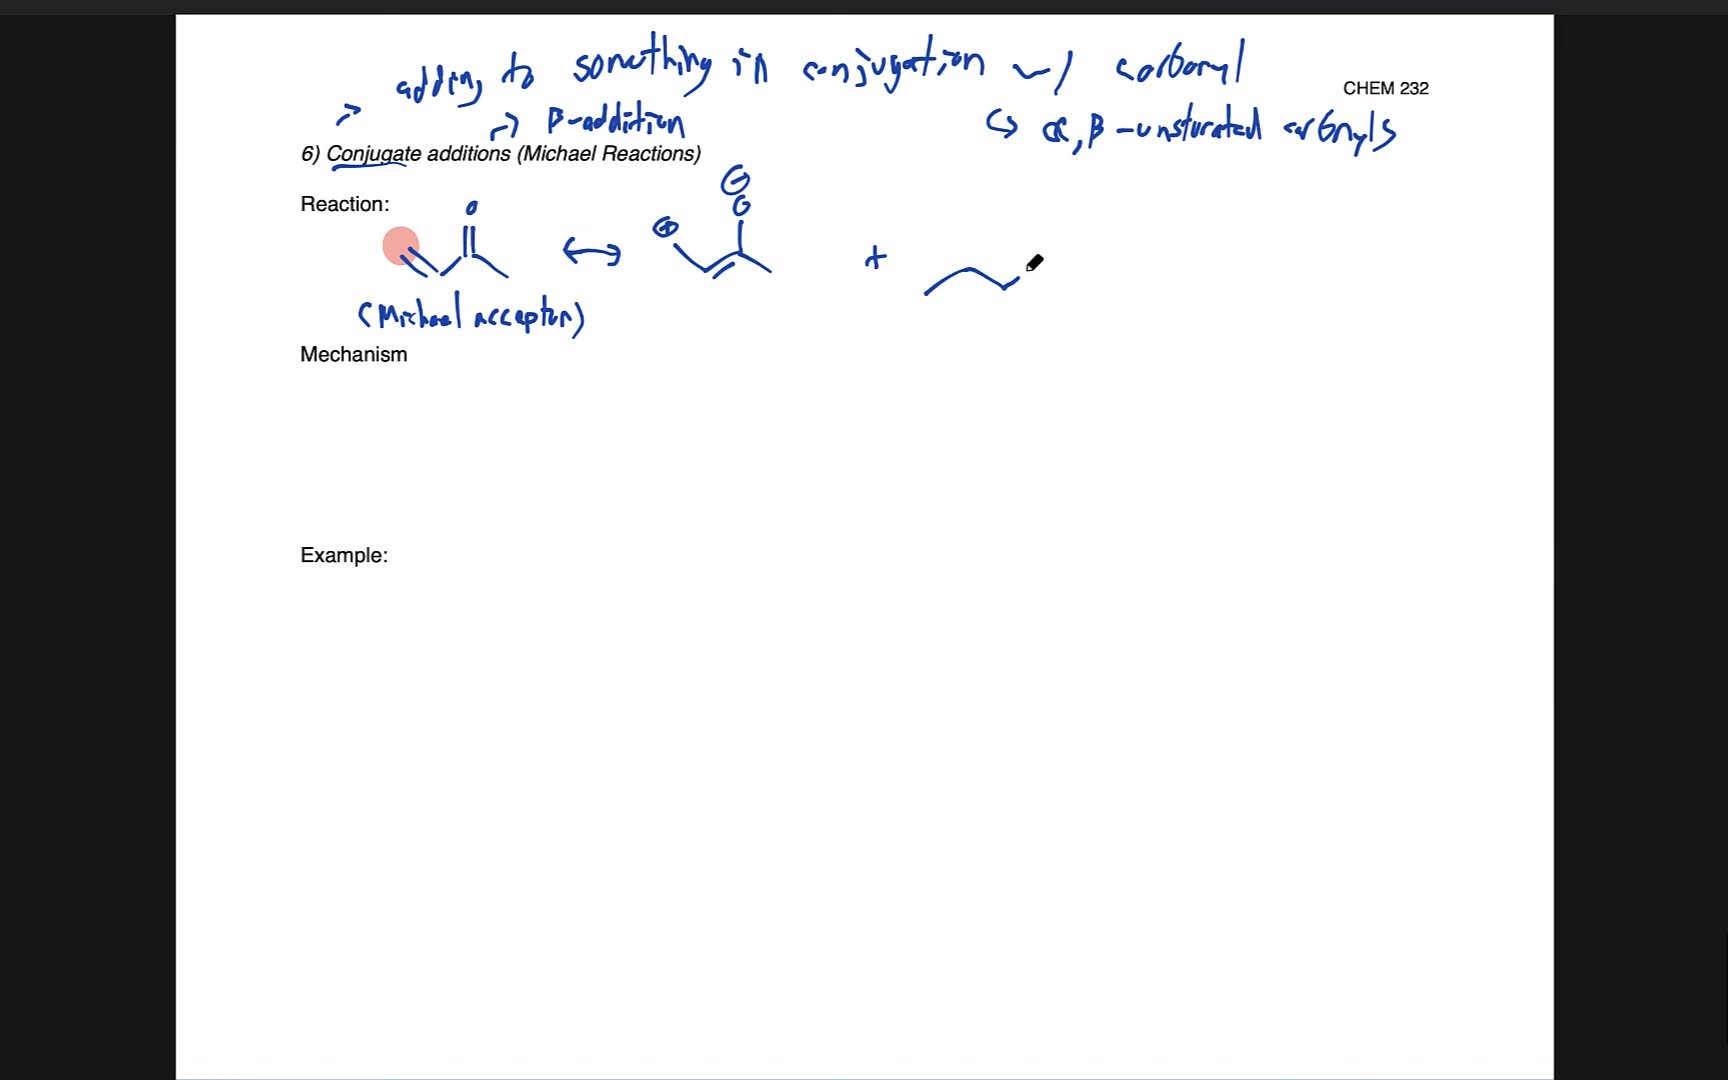 adding to something in conjugation w/ carbonyl
CHEM 232
→ β-addition
↪ α, β-unsturated carbonyls
6) Conjugate additions (Michael Reactions)
Reaction:
O
⊕
⊖
O
+
(Michael acceptor)
Mechanism
Example: